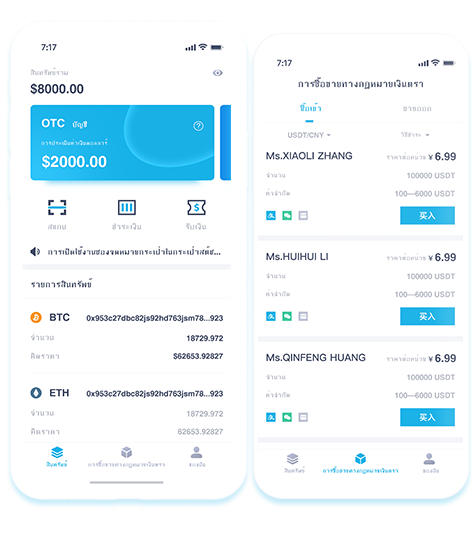 7:17
สินทรัพย์รวม
$8000.00
OTC บัญชี
การประเมินค่าเงินดอลลาร์
$2000.00
สแกน ชำระเงิน รับเงิน
การเปิดใช้งานซองจดหมายกระเป๋าในกระเป๋าเสร็จ...
รายการสินทรัพย์
BTC 0x953c27dbc82js92hd763jsm78...923
จำนวน 18729.972
คิดราคา $62653.92827
ETH 0x953c27dbc82js92hd763jsm78...923
จำนวน 18729.972
คิดราคา 62653.92827
สินทรัพย์ การซื้อขายทางกฎหมายเงินตรา ของฉัน
7:17
การซื้อขายทางกฎหมายเงินตรา
ซื้อเข้า ขายออก
USDT/CNY วิธีชำระ
Ms.XIAOLI ZHANG ราคาต่อหน่วย ¥ 6.99
จำนวน 100000 USDT
ค่าจำกัด 100—6000 USDT
买入
Ms.HUIHUI LI ราคาต่อหน่วย ¥ 6.99
จำนวน 100000 USDT
ค่าจำกัด 100—6000 USDT
买入
Ms.QINFENG HUANG ราคาต่อหน่วย ¥ 6.99
จำนวน 100000 USDT
ค่าจำกัด 100—6000 USDT
买入
สินทรัพย์ การซื้อขายทางกฎหมายเงินตรา ของฉัน